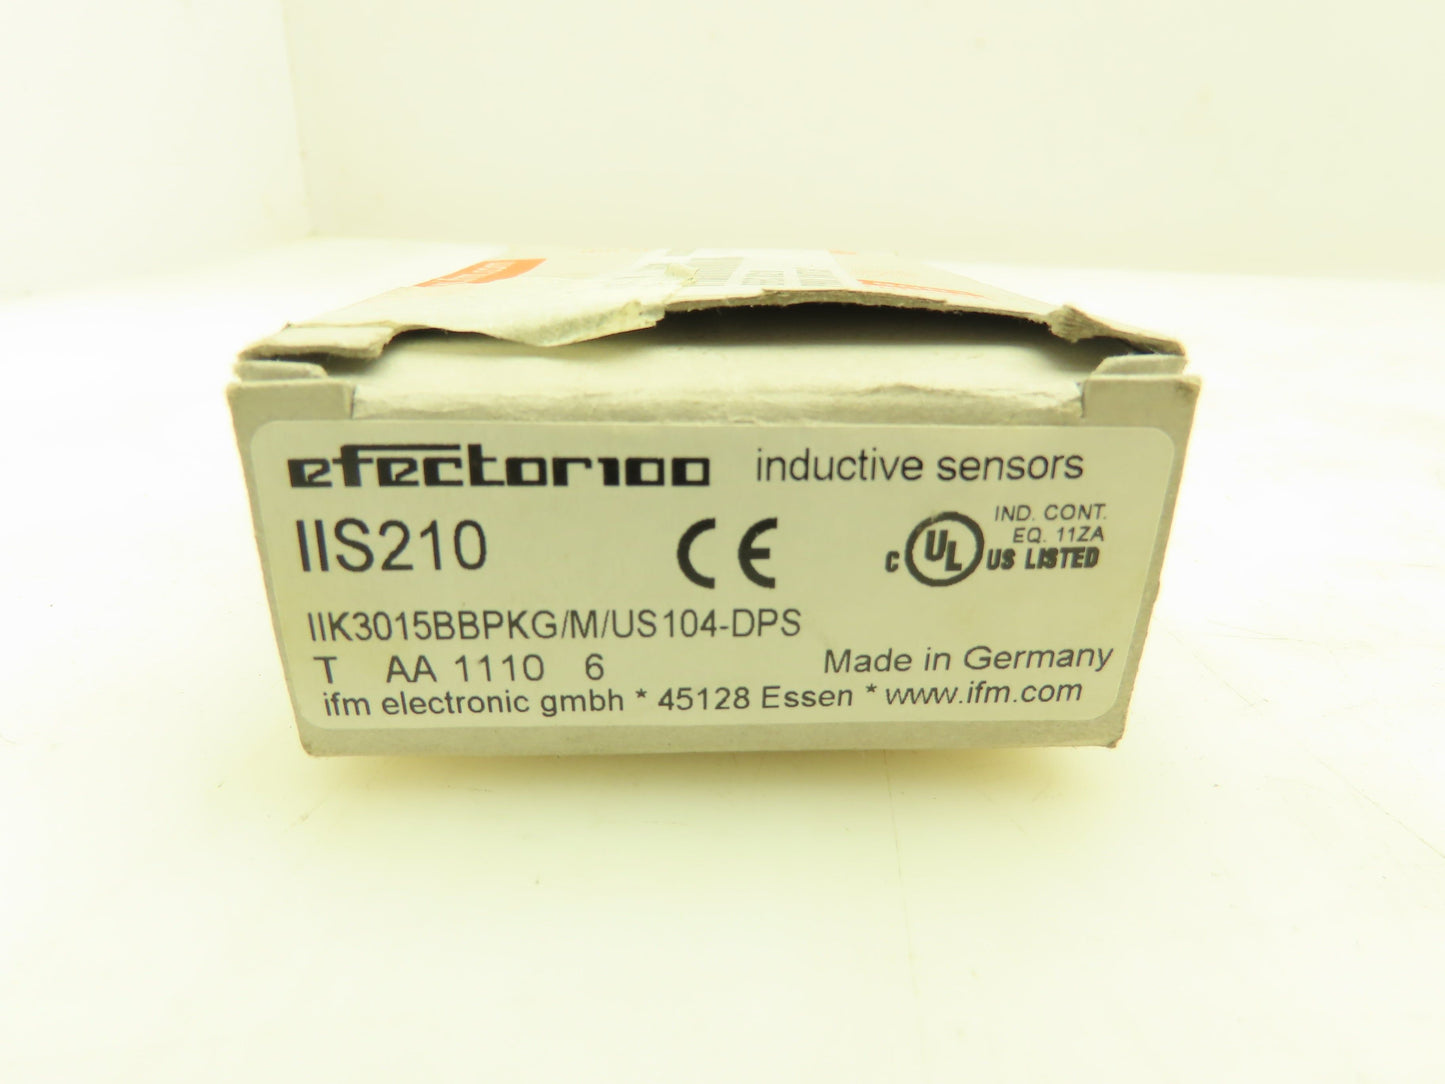 efector100 inductive sensors
IIS210
CE
c UL US LISTED
IND. CONT.
EQ. 11ZA
IIK3015BBPKG/M/US104-DPS
T AA 1110 6
Made in Germany
ifm electronic gmbh * 45128 Essen * www.ifm.com